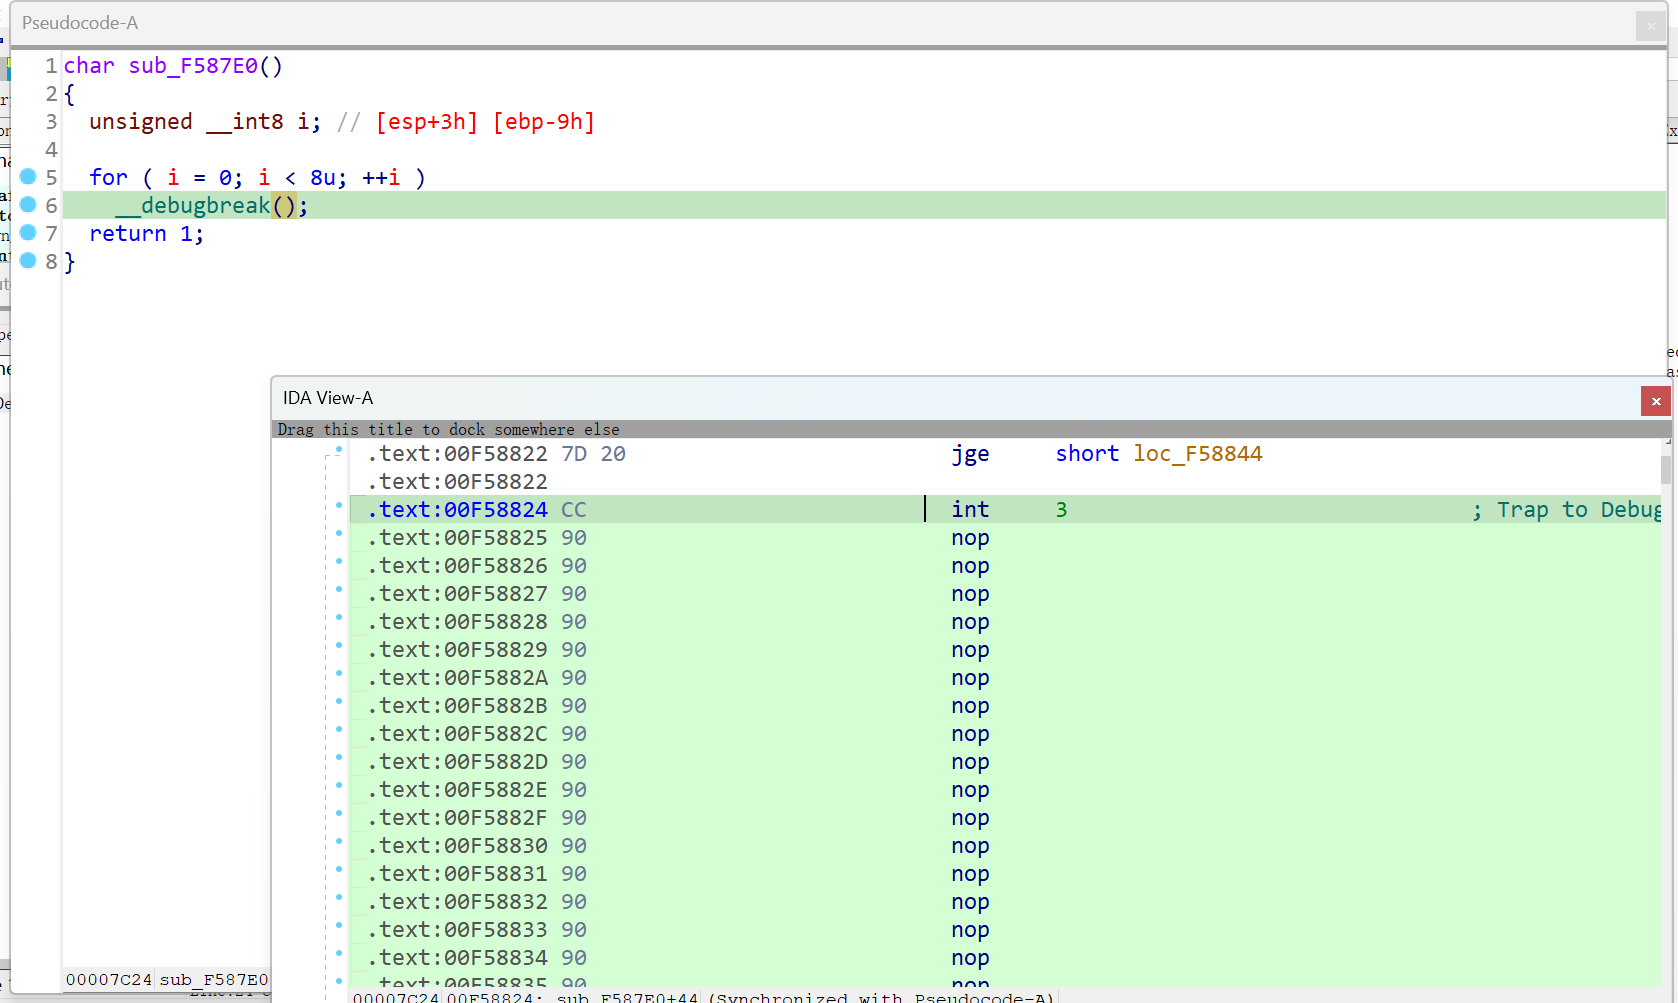 Pseudocode-A
1 char sub_F587E0()
2 {
3 unsigned __int8 i; // [esp+3h] [ebp-9h]
4
5 for ( i = 0; i < 8u; ++i )
6 __debugbreak();
7 return 1;
8 }
IDA View-A
Drag this title to dock somewhere else
.text:00F58822 7D 20 jge short loc_F58844
.text:00F58822
.text:00F58824 CC int 3 ; Trap to Debug
.text:00F58825 90 nop
.text:00F58826 90 nop
.text:00F58827 90 nop
.text:00F58828 90 nop
.text:00F58829 90 nop
.text:00F5882A 90 nop
.text:00F5882B 90 nop
.text:00F5882C 90 nop
.text:00F5882D 90 nop
.text:00F5882E 90 nop
.text:00F5882F 90 nop
.text:00F58830 90 nop
.text:00F58831 90 nop
.text:00F58832 90 nop
.text:00F58833 90 nop
.text:00F58834 90 nop
.text:00F58835 90 nop
00007C24 sub_F587E0
00007C24 00F58824: sub_F587E0+44 (Synchronized with Pseudocode-A)